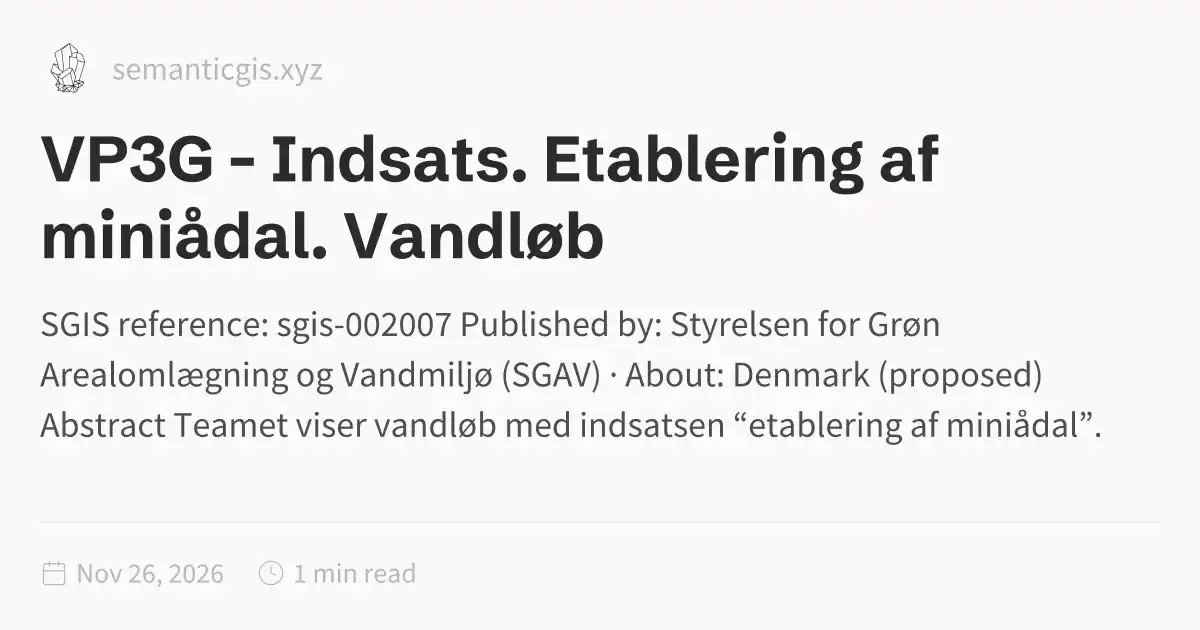 semanticgis.xyz
VP3G - Indsats. Etablering af
miniådal. Vandløb
SGIS reference: sgis-002007 Published by: Styrelsen for Grøn
Arealomlægning og Vandmiljø (SGAV) · About: Denmark (proposed)
Abstract Teamet viser vandløb med indsatsen “etablering af miniådal”.
Nov 26, 2026 1 min read